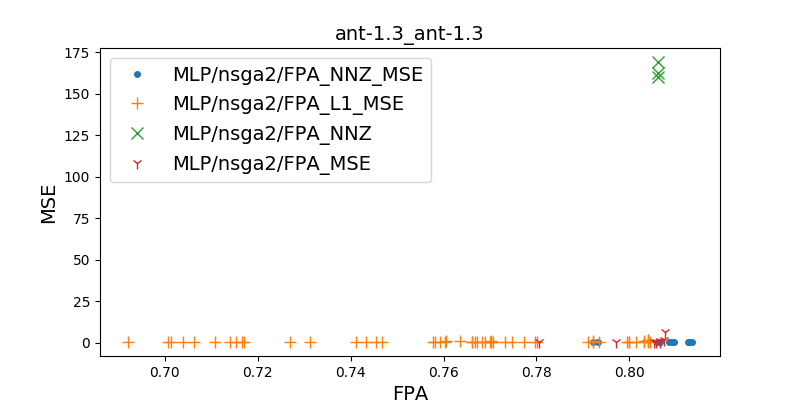 ant-1.3_ant-1.3
175
150
125
100
75
50
25
0
MSE
MLP/nsga2/FPA_NNZ_MSE
MLP/nsga2/FPA_L1_MSE
MLP/nsga2/FPA_NNZ
MLP/nsga2/FPA_MSE
0.70 0.72 0.74 0.76 0.78 0.80
FPA